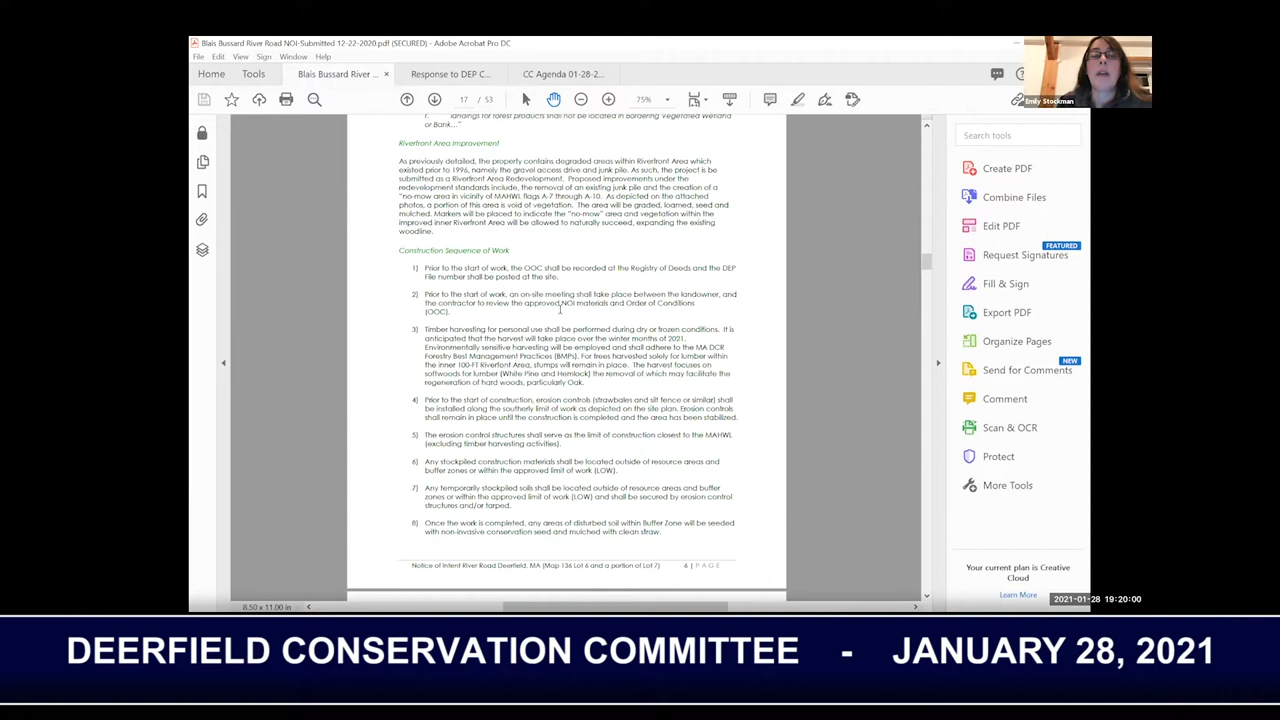 Blais Bussard River Road NOI-Submitted 12-22-2020.pdf (SECURED) - Adobe Acrobat Pro DC
File Edit View Sign Window Help
Home Tools Blais Bussard River ... × Response to DEP C... CC Agenda 01-28-2...
17 / 53 75%
Emily Stockman
f. landings for forest products shall not be located in Bordering Vegetated Wetland
or Bank..."
Riverfront Area Improvement
As previously detailed, the property contains degraded areas within Riverfront Area which
existed prior to 1996, namely the gravel access drive and junk pile. As such, the project is be
submitted as a Riverfront Area Redevelopment. Proposed improvements under the
redevelopment standards include, the removal of an existing junk pile and the creation of a
"no-mow area in vicinity of MAHWL flags A-7 through A-10. As depicted on the attached
photos, a portion of this area is void of vegetation. The area will be graded, loamed, seed and
mulched. Markers will be placed to indicate the "no-mow" area and vegetation within the
improved inner Riverfront Area will be allowed to naturally succeed, expanding the existing
woodline.
Construction Sequence of Work
1) Prior to the start of work, the OOC shall be recorded at the Registry of Deeds and the DEP
File number shall be posted at the site.
2) Prior to the start of work, an on-site meeting shall take place between the landowner, and
the contractor to review the approved NOI materials and Order of Conditions
(OOC).
3) Timber harvesting for personal use shall be performed during dry or frozen conditions. It is
anticipated that the harvest will take place over the winter months of 2021.
Environmentally sensitive harvesting will be employed and shall adhere to the MA DCR
Forestry Best Management Practices (BMPs). For trees harvested solely for lumber within
the inner 100-FT Riverfont Area, stumps will remain in place. The harvest focuses on
softwoods for lumber (White Pine and Hemlock) the removal of which may facilitate the
regeneration of hard woods, particularly Oak.
4) Prior to the start of construction, erosion controls (strawbales and silt fence or similar) shall
be installed along the southerly limit of work as depicted on the site plan. Erosion controls
shall remain in place until the construction is completed and the area has been stabilized.
5) The erosion control structures shall serve as the limit of construction closest to the MAHWL
(excluding timber harvesting activities).
6) Any stockpiled construction materials shall be located outside of resource areas and
buffer zones or within the approved limit of work (LOW).
7) Any temporarily stockpiled soils shall be located outside of resource areas and buffer
zones or within the approved limit of work (LOW) and shall be secured by erosion control
structures and/or tarped.
8) Once the work is completed, any areas of disturbed soil within Buffer Zone will be seeded
with non-invasive conservation seed and mulched with clean straw.
Notice of Intent River Road Deerfield, MA (Map 136 Lot 6 and a portion of Lot 7) 6 | PAGE
8.50 x 11.00 in
Search tools
Create PDF
Combine Files
Edit PDF
FEATURED
Request Signatures
Fill & Sign
Export PDF
Organize Pages
NEW
Send for Comments
Comment
Scan & OCR
Protect
More Tools
Your current plan is Creative
Cloud
Learn More
2021-01-28 19:20:00
DEERFIELD CONSERVATION COMMITTEE - JANUARY 28, 2021